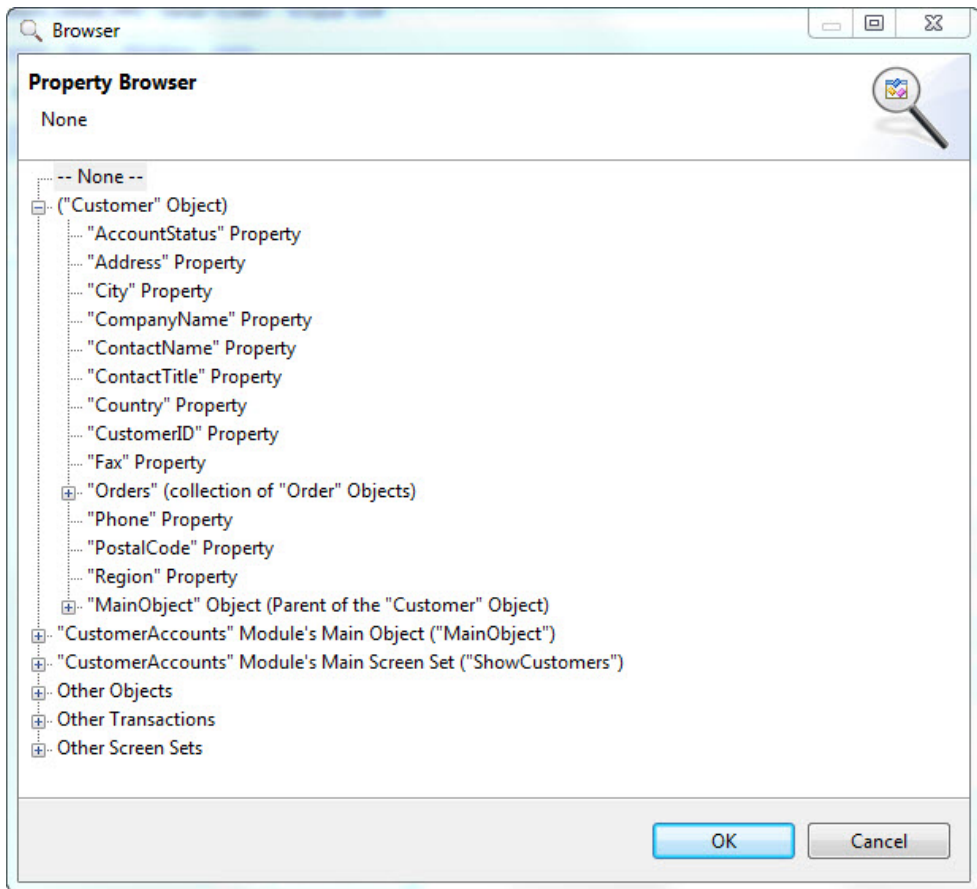 Browser
Property Browser
None
-- None --
("Customer" Object)
"AccountStatus" Property
"Address" Property
"City" Property
"CompanyName" Property
"ContactName" Property
"ContactTitle" Property
"Country" Property
"CustomerID" Property
"Fax" Property
"Orders" (collection of "Order" Objects)
"Phone" Property
"PostalCode" Property
"Region" Property
"MainObject" Object (Parent of the "Customer" Object)
"CustomerAccounts" Module's Main Object ("MainObject")
"CustomerAccounts" Module's Main Screen Set ("ShowCustomers")
Other Objects
Other Transactions
Other Screen Sets
OK Cancel